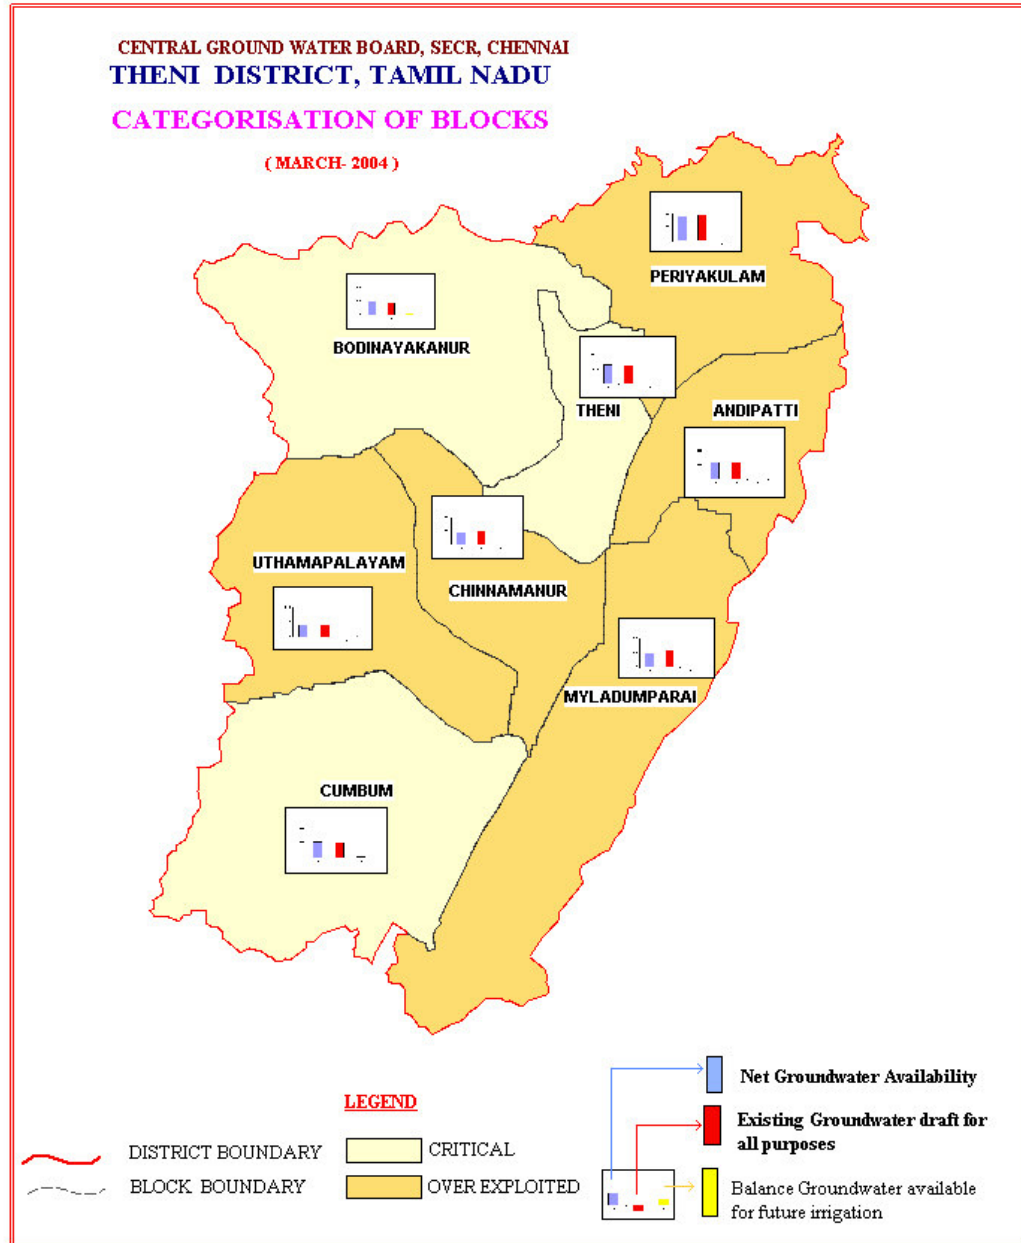 CENTRAL GROUND WATER BOARD, SECR, CHENNAI
THENI DISTRICT, TAMIL NADU
CATEGORISATION OF BLOCKS
( MARCH- 2004 )
PERIYAKULAM
BODINAYAKANUR
THENI
ANDIPATTI
UTHAMAPALAYAM
CHINNAMANUR
MYLADUMPARAI
CUMBUM
LEGEND
DISTRICT BOUNDARY
BLOCK BOUNDARY
CRITICAL
OVER EXPLOITED
Net Groundwater Availability
Existing Groundwater draft for
all purposes
Balance Groundwater available
for future irrigation